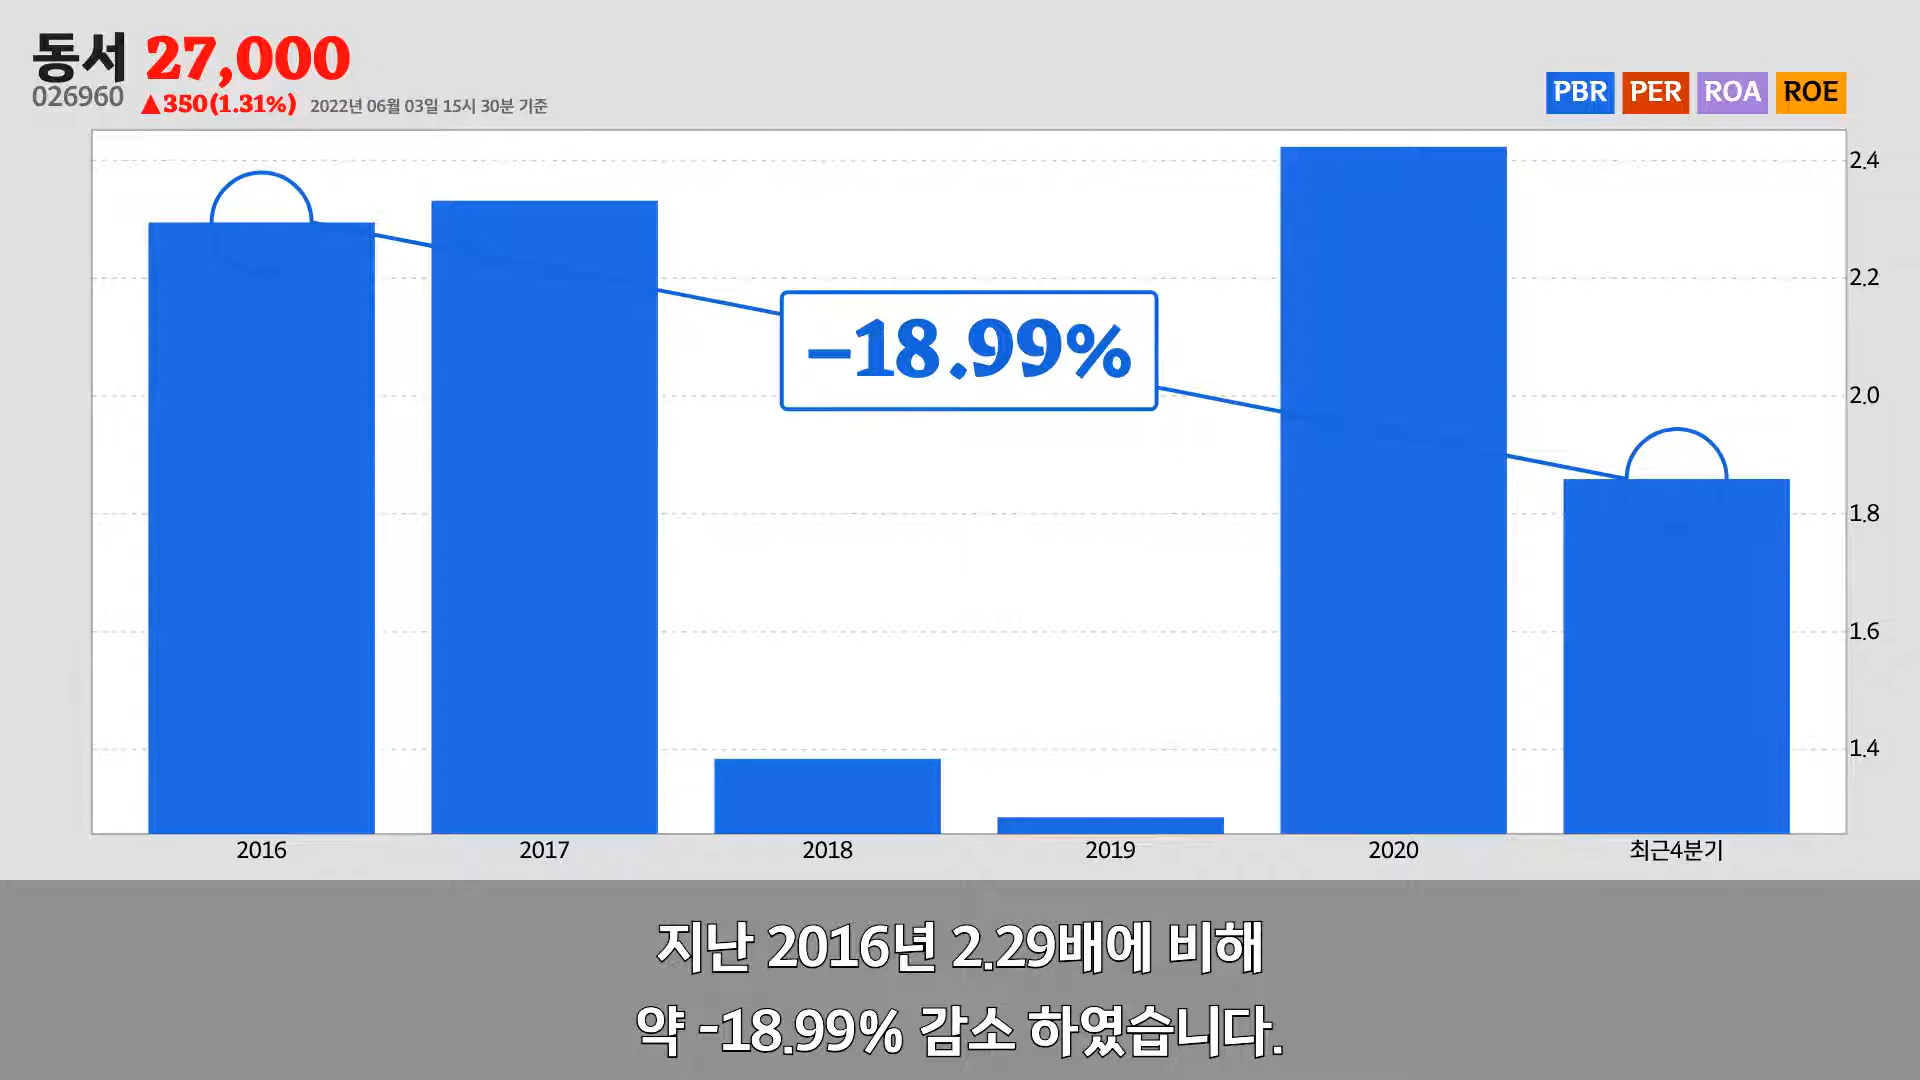 동서 27,000
026960 ▲350(1.31%) 2022년 06월 03일 15시 30분 기준
PBR PER ROA ROE
2.4
2.2
-18.99%
2.0
1.8
1.6
1.4
2016 2017 2018 2019 2020 최근4분기
지난 2016년 2.29배에 비해
약 -18.99% 감소 하였습니다.